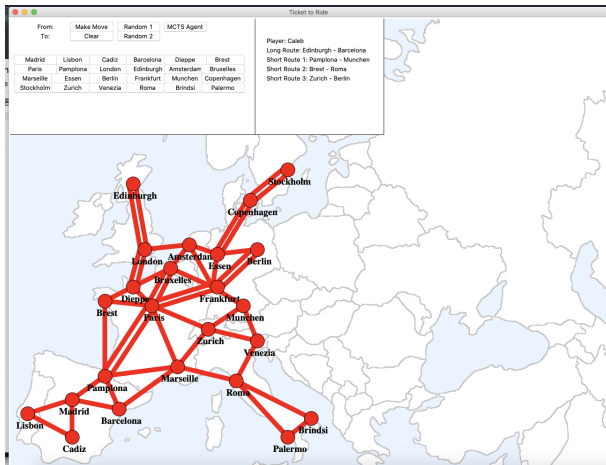 Ticket to Ride
From: Make Move Random 1 MCTS Agent
To: Clear Random 2
Madrid Lisbon Cadiz Barcelona Dieppe Brest
Paris Pamplona London Edinburgh Amsterdam Bruxelles
Marseille Essen Berlin Frankfurt Munchen Copenhagen
Stockholm Zurich Venezia Roma Brindsi Palermo
Player: Caleb
Long Route: Edinburgh - Barcelona
Short Route 1: Pamplona - Munchen
Short Route 2: Brest - Roma
Short Route 3: Zurich - Berlin
Stockholm
Edinburgh
Copenhagen
London
Amsterdan
Essen
Berlin
Bruxelles
Dieppe
Frankfurt
Brest
Paris
Munchen
Zurich
Venezia
Marseille
Pamplona
Roma
Madrid
Barcelona
Lisbon
Brindsi
Cadiz
Palermo